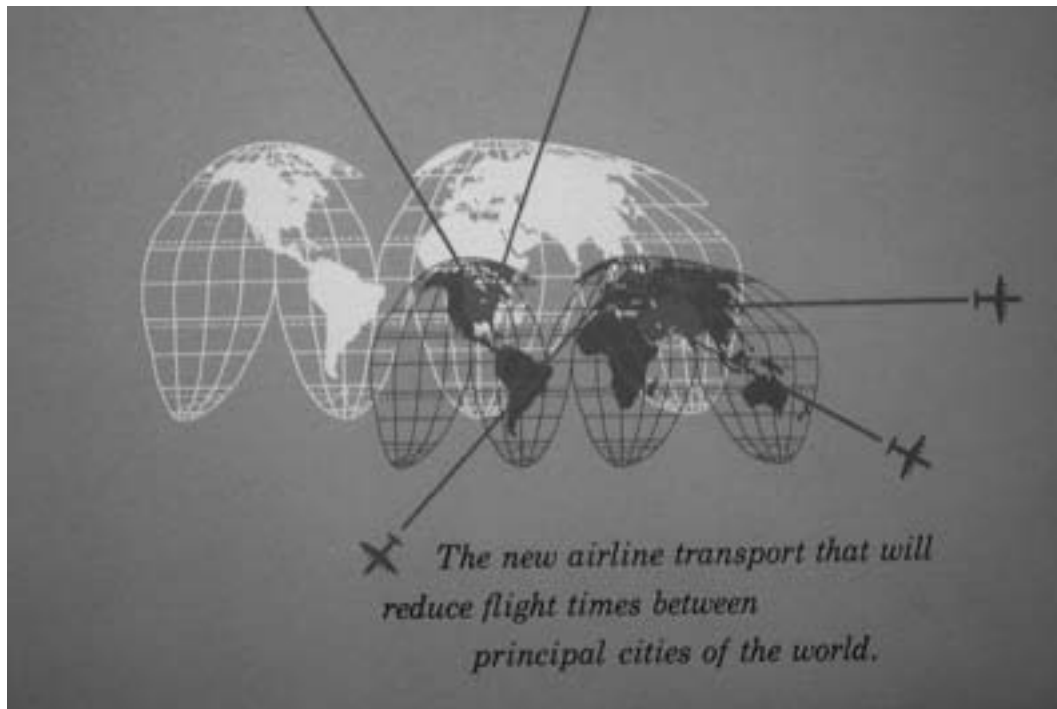 The new airline transport that will
reduce flight times between
principal cities of the world.